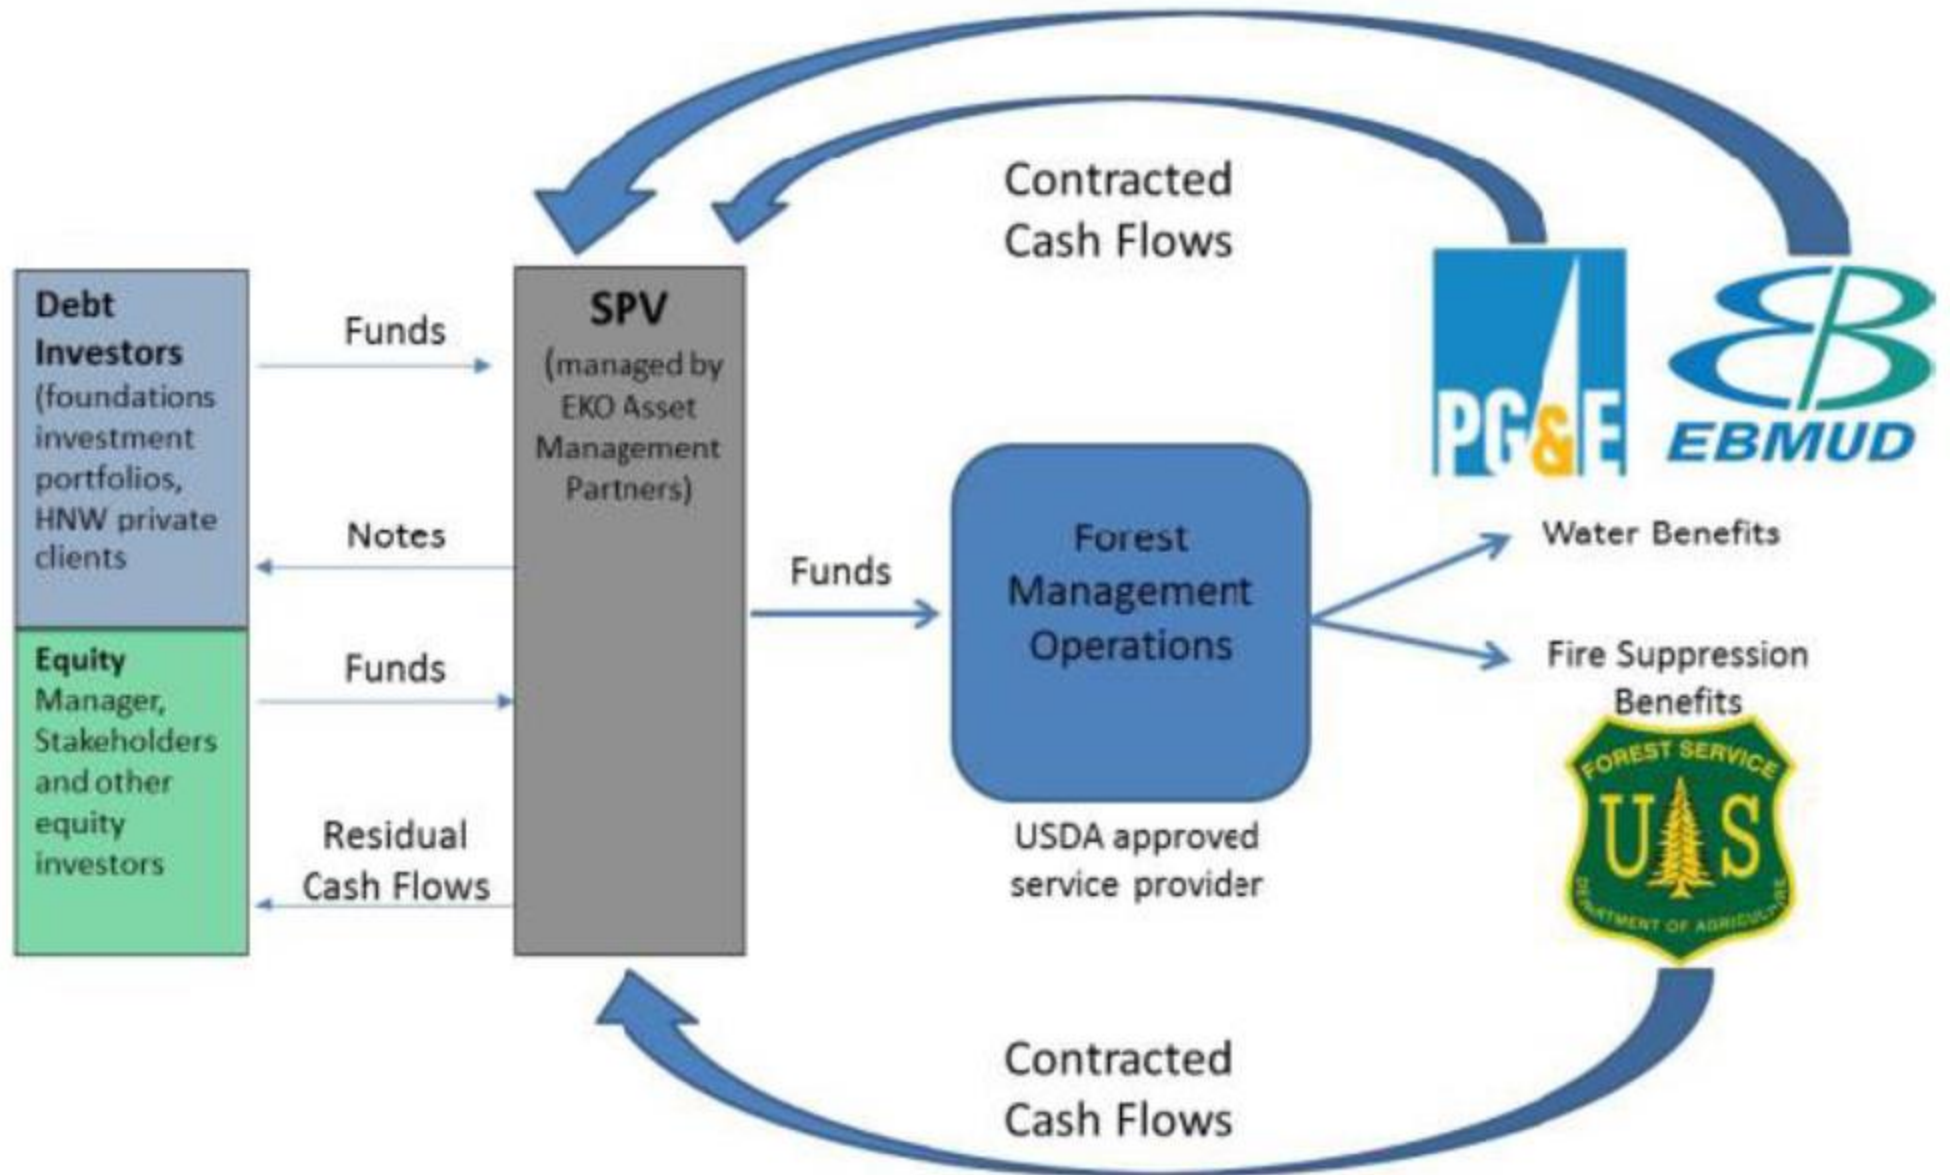 Contracted
Cash Flows
Debt
Investors
(foundations
investment
portfolios,
HNW private
clients
Funds
Notes
SPV
(managed by
EKO Asset
Management
Partners)
Equity
Manager,
Stakeholders
and other
equity
investors
Funds
Residual
Cash Flows
Funds
Forest
Management
Operations
USDA approved
service provider
PG&E
EBMUD
Water Benefits
Fire Suppression
Benefits
FOREST SERVICE
U S
DEPARTMENT OF AGRICULTURE
Contracted
Cash Flows